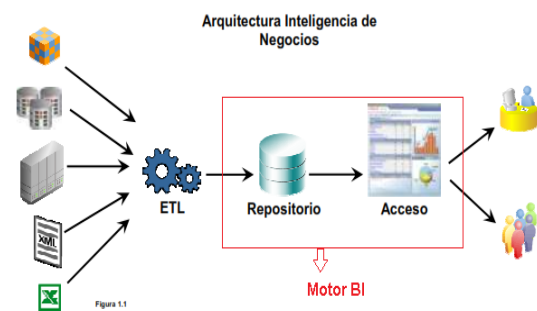 Arquitectura Inteligencia de
Negocios
XML
ETL
Repositorio
Acceso
Motor BI
Figura 1.1